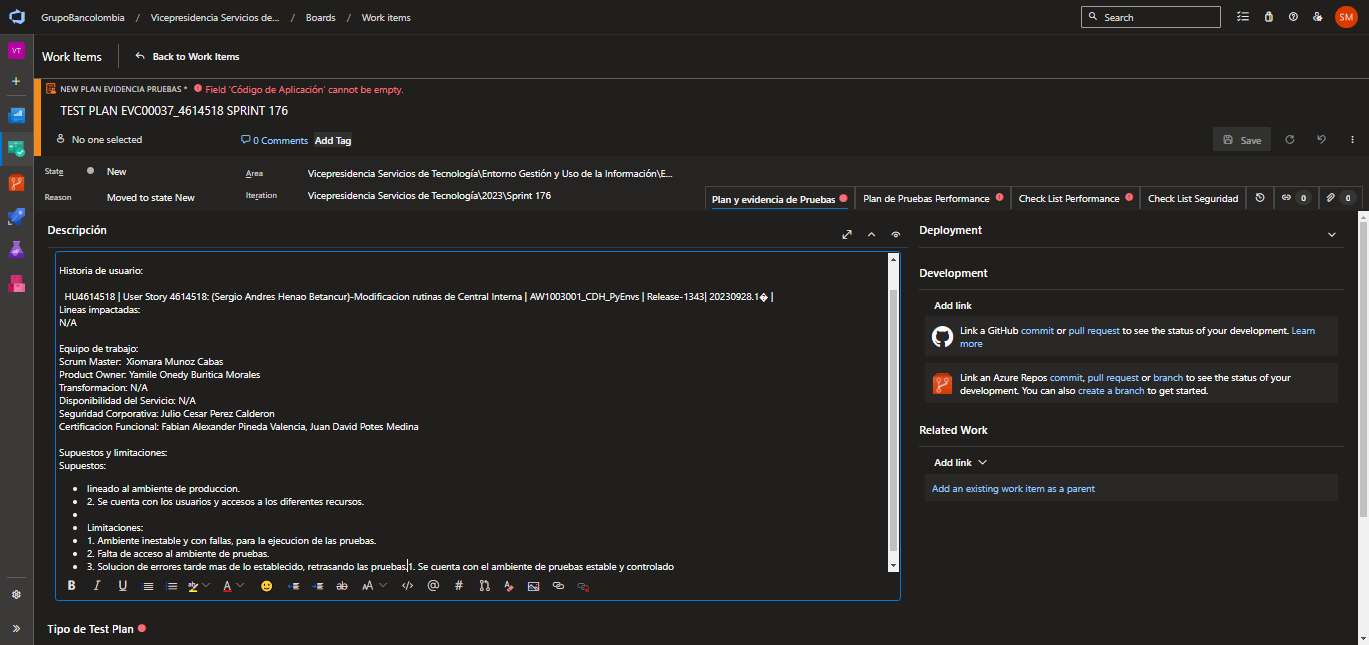 GrupoBancolombia / Vicepresidencia Servicios de... / Boards / Work items
Search
SM
VT
Work Items
Back to Work Items
NEW PLAN EVIDENCIA PRUEBAS * Field 'Código de Aplicación' cannot be empty.
TEST PLAN EVC00037_4614518 SPRINT 176
No one selected
0 Comments
Add Tag
Save
State
New
Area
Vicepresidencia Servicios de Tecnología\Entorno Gestión y Uso de la Información\E...
Reason
Moved to state New
Iteration
Vicepresidencia Servicios de Tecnología\2023\Sprint 176
Plan y evidencia de Pruebas
Plan de Pruebas Performance
Check List Performance
Check List Seguridad
0
0
Descripción
Historia de usuario:
HU4614518 | User Story 4614518: (Sergio Andres Henao Betancur)-Modificacion rutinas de Central Interna | AW1003001_CDH_PyEnvs | Release-1343| 20230928.1� |
Lineas impactadas:
N/A
Equipo de trabajo:
Scrum Master: Xiomara Munoz Cabas
Product Owner: Yamile Onedy Buritica Morales
Transformacion: N/A
Disponibilidad del Servicio: N/A
Seguridad Corporativa: Julio Cesar Perez Calderon
Certificacion Funcional: Fabian Alexander Pineda Valencia, Juan David Potes Medina
Supuestos y limitaciones:
Supuestos:
lineado al ambiente de produccion.
2. Se cuenta con los usuarios y accesos a los diferentes recursos.
Limitaciones:
1. Ambiente inestable y con fallas, para la ejecucion de las pruebas.
2. Falta de acceso al ambiente de pruebas.
3. Solucion de errores tarde mas de lo establecido, retrasando las pruebas.1. Se cuenta con el ambiente de pruebas estable y controlado
Tipo de Test Plan
Deployment
Development
Add link
Link a GitHub commit or pull request to see the status of your development. Learn
more
Link an Azure Repos commit, pull request or branch to see the status of your
development. You can also create a branch to get started.
Related Work
Add link
Add an existing work item as a parent